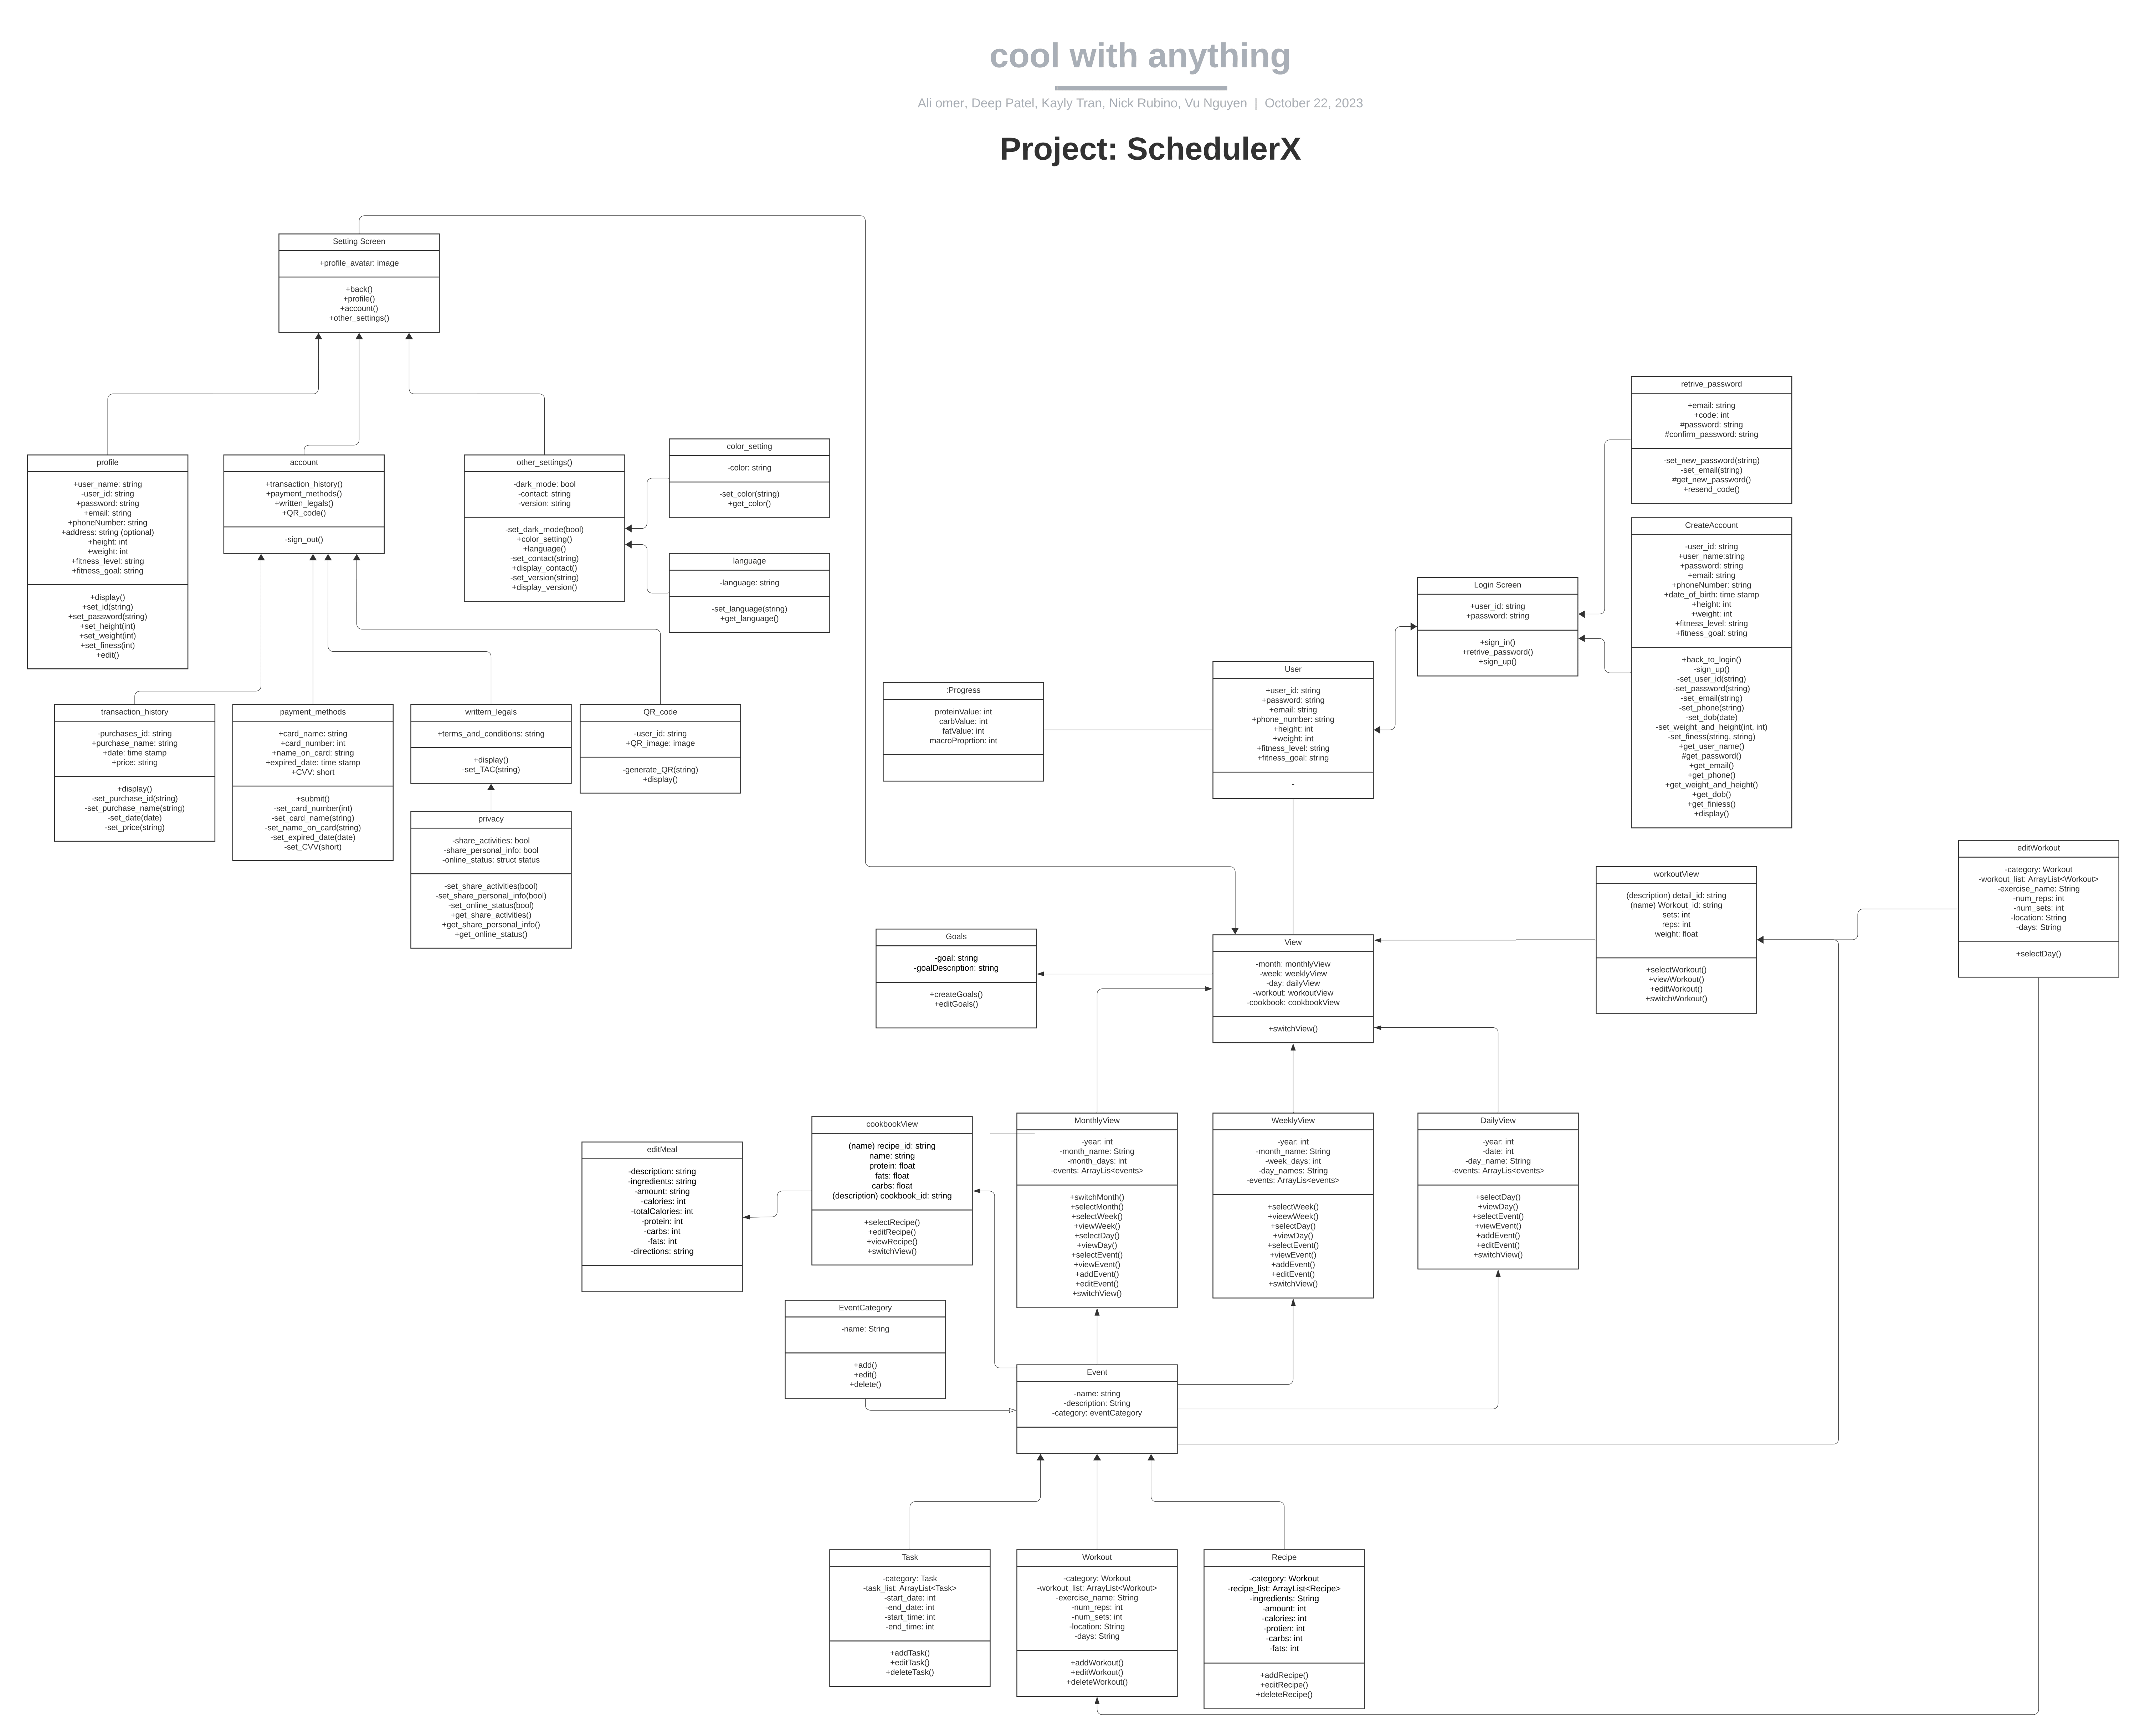 cool with anything
Ali omer, Deep Patel, Kayly Tran, Nick Rubino, Vu Nguyen | October 22, 2023
Project: SchedulerX
Setting Screen
+profile_avatar: image
+back()
+profile()
+account()
+other_settings()
profile
+user_name: string
-user_id: string
+password: string
+email: string
+phoneNumber: string
+address: string (optional)
+height: int
+weight: int
+fitness_level: string
+fitness_goal: string
+display()
+set_id(string)
+set_password(string)
+set_height(int)
+set_weight(int)
+set_finess(int)
+edit()
account
+transaction_history()
+payment_methods()
+written_legals()
+QR_code()
-sign_out()
other_settings()
-dark_mode: bool
-contact: string
-version: string
-set_dark_mode(bool)
+color_setting()
+language()
-set_contact(string)
+display_contact()
-set_version(string)
+display_version()
color_setting
-color: string
-set_color(string)
+get_color()
language
-language: string
-set_language(string)
+get_language()
transaction_history
-purchases_id: string
+purchase_name: string
+date: time stamp
+price: string
+display()
-set_purchase_id(string)
-set_purchase_name(string)
-set_date(date)
-set_price(string)
payment_methods
+card_name: string
+card_number: int
+name_on_card: string
+expired_date: time stamp
+CVV: short
+submit()
-set_card_number(int)
-set_card_name(string)
-set_name_on_card(string)
-set_expired_date(date)
-set_CVV(short)
writtern_legals
+terms_and_conditions: string
+display()
-set_TAC(string)
QR_code
-user_id: string
+QR_image: image
-generate_QR(string)
+display()
privacy
-share_activities: bool
-share_personal_info: bool
-online_status: struct status
-set_share_activities(bool)
-set_share_personal_info(bool)
-set_online_status(bool)
+get_share_activities()
+get_share_personal_info()
+get_online_status()
retrive_password
+email: string
+code: int
#password: string
#confirm_password: string
-set_new_password(string)
-set_email(string)
#get_new_password()
+resend_code()
CreateAccount
-user_id: string
+user_name:string
+password: string
+email: string
+phoneNumber: string
+date_of_birth: time stamp
+height: int
+weight: int
+fitness_level: string
+fitness_goal: string
+back_to_login()
-sign_up()
-set_user_id(string)
-set_password(string)
-set_email(string)
-set_phone(string)
-set_dob(date)
-set_weight_and_height(int, int)
-set_finess(string, string)
+get_user_name()
#get_password()
+get_email()
+get_phone()
+get_weight_and_height()
+get_dob()
+get_finiess()
+display()
Login Screen
+user_id: string
+password: string
+sign_in()
+retrive_password()
+sign_up()
User
+user_id: string
+password: string
+email: string
+phone_number: string
+height: int
+weight: int
+fitness_level: string
+fitness_goal: string
-
:Progress
proteinValue: int
carbValue: int
fatValue: int
macroProprtion: int
editWorkout
-category: Workout
-workout_list: ArrayList<Workout>
-exercise_name: String
-num_reps: int
-num_sets: int
-location: String
-days: String
+selectDay()
workoutView
(description) detail_id: string
(name) Workout_id: string
sets: int
reps: int
weight: float
+selectWorkout()
+viewWorkout()
+editWorkout()
+switchWorkout()
Goals
-goal: string
-goalDescription: string
+createGoals()
+editGoals()
View
-month: monthlyView
-week: weeklyView
-day: dailyView
-workout: workoutView
-cookbook: cookbookView
+switchView()
editMeal
-description: string
-ingredients: string
-amount: string
-calories: int
-totalCalories: int
-protein: int
-carbs: int
-fats: int
-directions: string
cookbookView
(name) recipe_id: string
name: string
protein: float
fats: float
carbs: float
(description) cookbook_id: string
+selectRecipe()
+editRecipe()
+viewRecipe()
+switchView()
MonthlyView
-year: int
-month_name: String
-month_days: int
-events: ArrayLis<events>
+switchMonth()
+selectMonth()
+selectWeek()
+viewWeek()
+selectDay()
+viewDay()
+selectEvent()
+viewEvent()
+addEvent()
+editEvent()
+switchView()
WeeklyView
-year: int
-month_name: String
-week_days: int
-day_names: String
-events: ArrayLis<events>
+selectWeek()
+vieewWeek()
+selectDay()
+viewDay()
+selectEvent()
+viewEvent()
+addEvent()
+editEvent()
+switchView()
DailyView
-year: int
-date: int
-day_name: String
-events: ArrayLis<events>
+selectDay()
+viewDay()
+selectEvent()
+viewEvent()
+addEvent()
+editEvent()
+switchView()
EventCategory
-name: String
+add()
+edit()
+delete()
Event
-name: string
-description: String
-category: eventCategory
Task
-category: Task
-task_list: ArrayList<Task>
-start_date: int
-end_date: int
-start_time: int
-end_time: int
+addTask()
+editTask()
+deleteTask()
Workout
-category: Workout
-workout_list: ArrayList<Workout>
-exercise_name: String
-num_reps: int
-num_sets: int
-location: String
-days: String
+addWorkout()
+editWorkout()
+deleteWorkout()
Recipe
-category: Workout
-recipe_list: ArrayList<Recipe>
-ingredients: String
-amount: int
-calories: int
-protien: int
-carbs: int
-fats: int
+addRecipe()
+editRecipe()
+deleteRecipe()